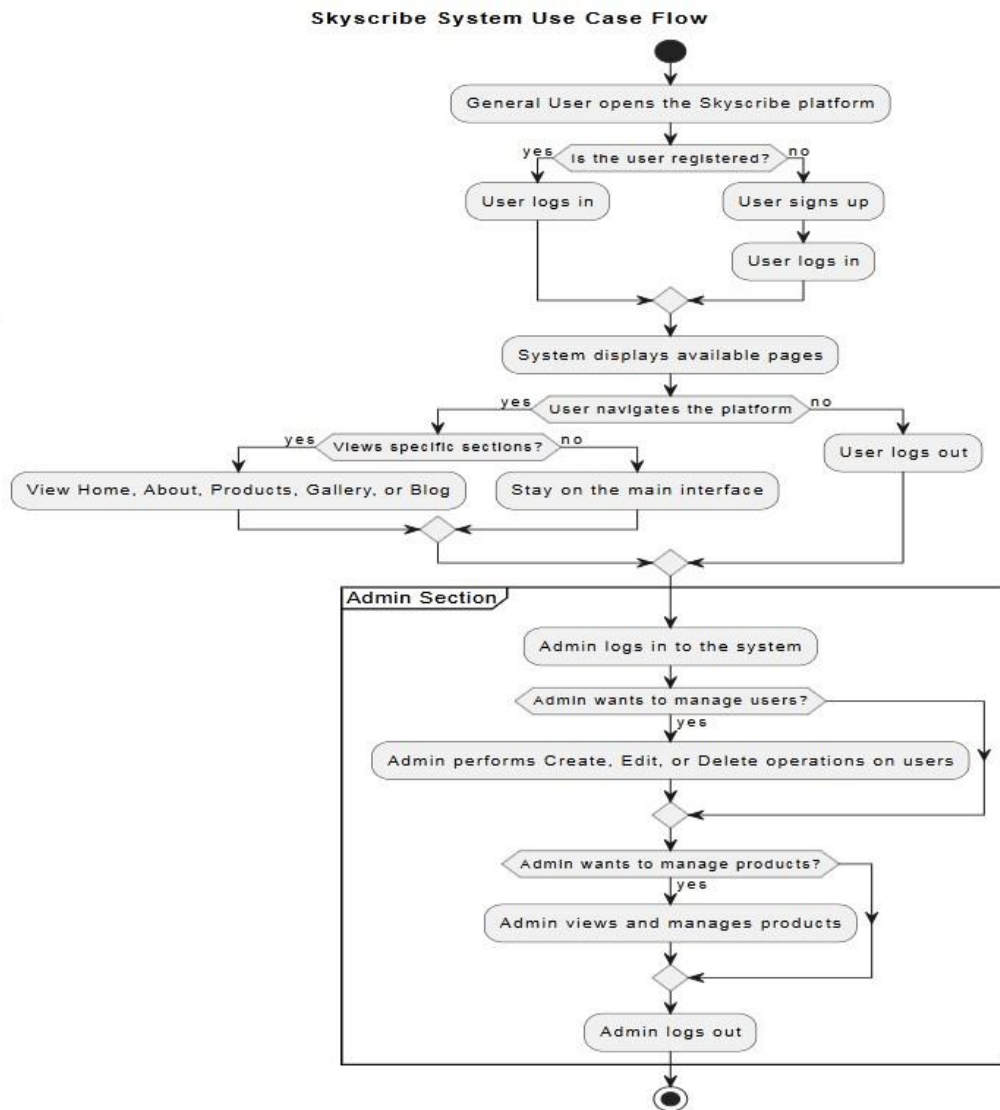 Skyscribe System Use Case Flow
General User opens the Skyscribe platform
yes
Is the user registered?
no
User logs in
User signs up
User logs in
System displays available pages
yes
User navigates the platform
no
yes
Views specific sections?
no
User logs out
View Home, About, Products, Gallery, or Blog
Stay on the main interface
Admin Section
Admin logs in to the system
Admin wants to manage users?
yes
Admin performs Create, Edit, or Delete operations on users
Admin wants to manage products?
yes
Admin views and manages products
Admin logs out